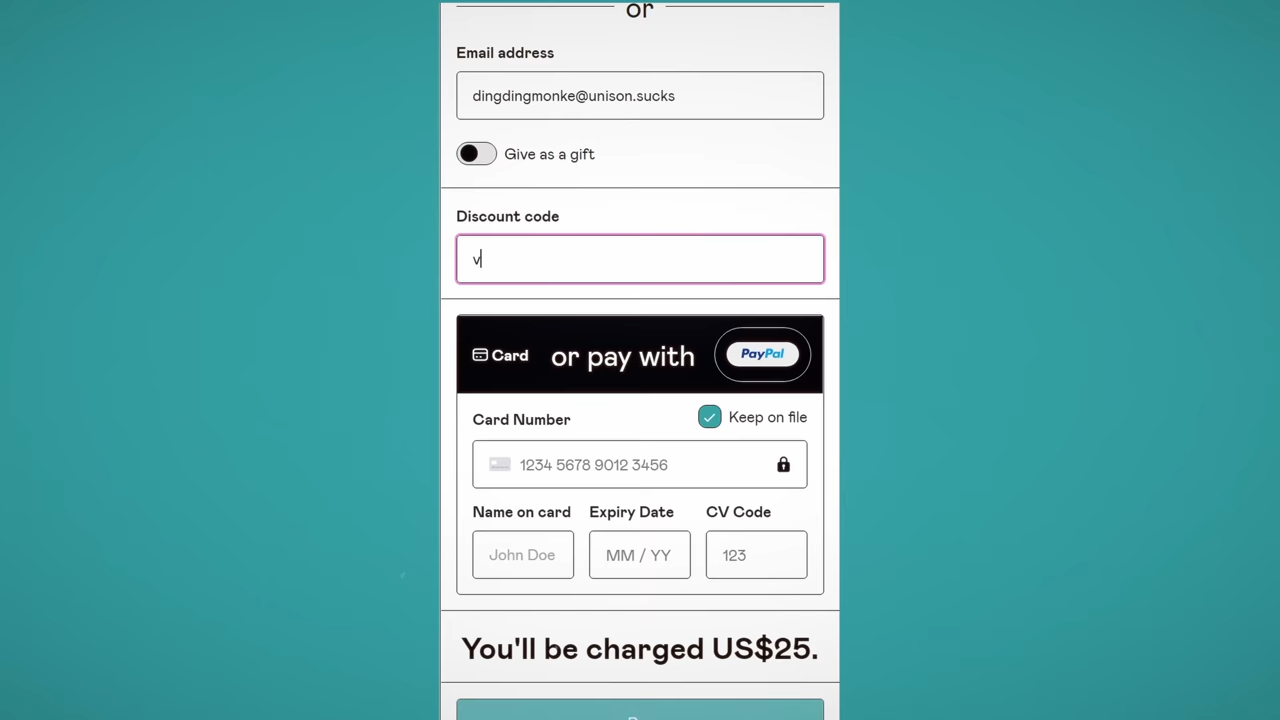 or
Email address
dingdingmonke@unison.sucks
Give as a gift
Discount code
v
Card or pay with PayPal
Card Number Keep on file
1234 5678 9012 3456
Name on card Expiry Date CV Code
John Doe MM / YY 123
You'll be charged US$25.